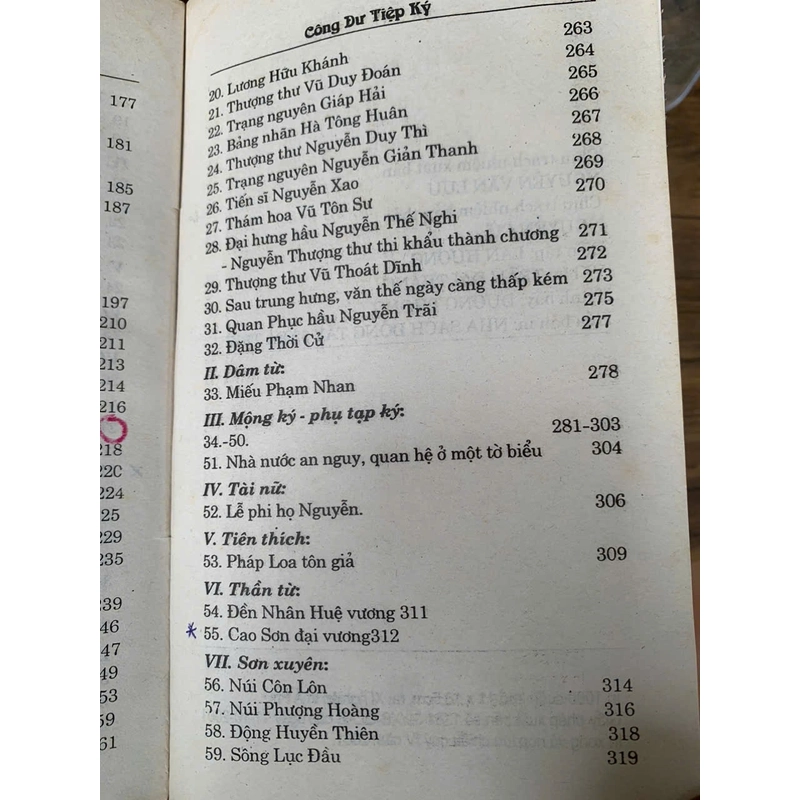 177
181
185
187
197
210
211
213
214
216
218
224
25
229
235
239
46
47
49
53
59
61
Công Dư Tiệp Ký
20. Lương Hữu Khánh 263
21. Thượng thư Vũ Duy Đoán 264
22. Trạng nguyên Giáp Hải 265
23. Bảng nhãn Hà Tông Huân 266
24. Thượng thư Nguyễn Duy Thì 267
25. Trạng nguyên Nguyễn Giản Thanh 268
26. Tiến sĩ Nguyễn Xao 269
27. Thám hoa Vũ Tôn Sư 270
28. Đại hưng hầu Nguyễn Thế Nghi
- Nguyễn Thượng thư thi khẩu thành chương 271
29. Thượng thư Vũ Thoát Dĩnh 272
30. Sau trung hưng, văn thế ngày càng thấp kém 273
31. Quan Phục hầu Nguyễn Trãi 275
32. Đặng Thời Cử 277
II. Dâm từ:
33. Miếu Phạm Nhan 278
III. Mộng ký - phụ tạp ký:
34.-50. 281-303
51. Nhà nước an nguy, quan hệ ở một tờ biểu 304
IV. Tài nữ:
52. Lễ phi họ Nguyễn. 306
V. Tiên thích:
53. Pháp Loa tôn giả 309
VI. Thần từ:
54. Đền Nhân Huệ vương 311
* 55. Cao Sơn đại vương312
VII. Sơn xuyên:
56. Núi Côn Lôn 314
57. Núi Phượng Hoàng 316
58. Động Huyền Thiên 318
59. Sông Lục Đầu 319